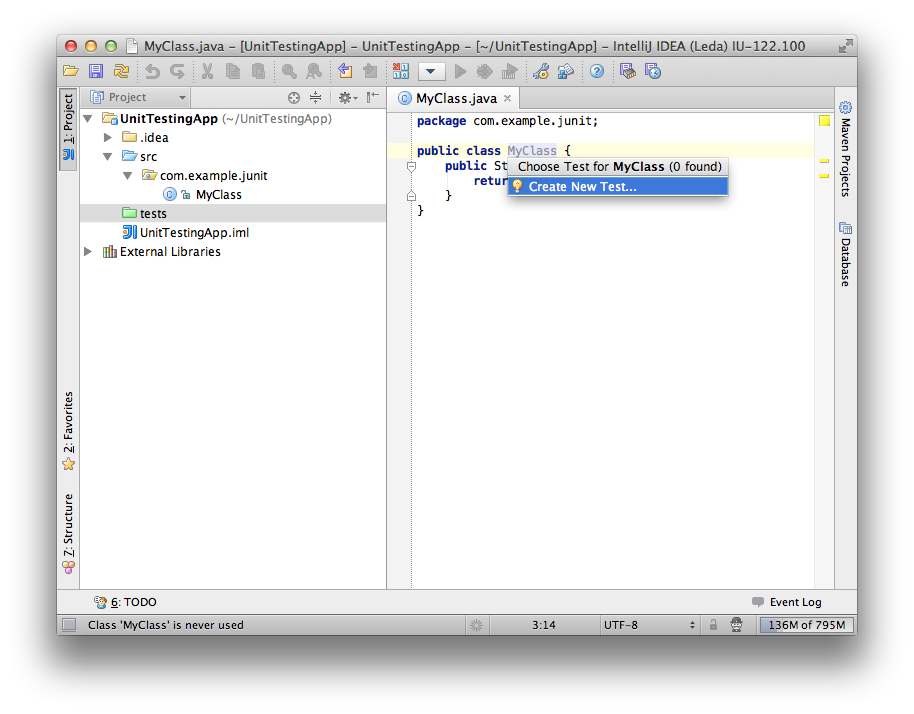 MyClass.java – [UnitTestingApp] – UnitTestingApp – [~/UnitTestingApp] – IntelliJ IDEA (Leda) IU-122.100
1: Project
2: Favorites
Z: Structure
Project
UnitTestingApp (~/UnitTestingApp)
.idea
src
com.example.junit
MyClass
tests
UnitTestingApp.iml
External Libraries
MyClass.java
package com.example.junit;
public class MyClass {
public St
retur
}
}
Choose Test for MyClass (0 found)
Create New Test...
Maven Projects
Database
6: TODO
Event Log
Class 'MyClass' is never used
3:14
UTF-8
136M of 795M